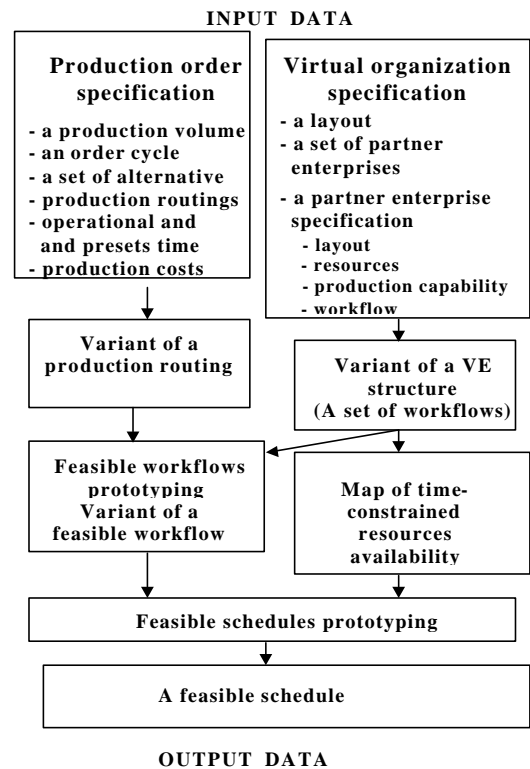 INPUT DATA
Production order
specification
- a production volume
- an order cycle
- a set of alternative
- production routings
- operational and
and presets time
- production costs
Virtual organization
specification
- a layout
- a set of partner
enterprises
- a partner enterprise
specification
- layout
- resources
- production capability
- workflow
Variant of a
production routing
Variant of a VE
structure
(A set of workflows)
Feasible workflows
prototyping
Variant of a
feasible workflow
Map of time-
constrained
resources
availability
Feasible schedules prototyping
A feasible schedule
OUTPUT DATA